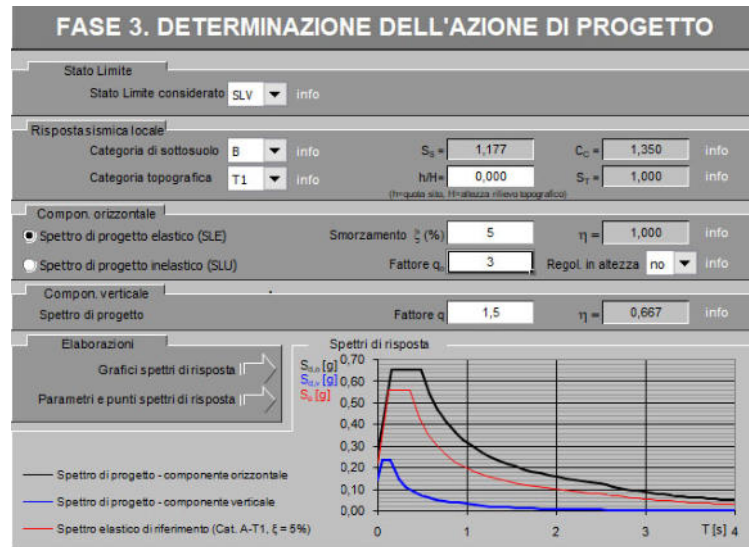 FASE 3. DETERMINAZIONE DELL'AZIONE DI PROGETTO
Stato Limite
Stato Limite considerato SLV info
Risposta sismica locale
Categoria di sottosuolo B info S_S = 1,177 C_C = 1,350 info
Categoria topografica T1 info h/H= 0,000 S_T = 1,000 info
(h=quota sito, H=altezza rilievo topografico)
Compon. orizzontale
Spettro di progetto elastico (SLE) Smorzamento ξ (%) 5 η = 1,000 info
Spettro di progetto inelastico (SLU) Fattore q₀ 3 Regol. in altezza no info
Compon. verticale
Spettro di progetto Fattore q 1,5 η = 0,667 info
Elaborazioni
Grafici spettri di risposta
Parametri e punti spettri di risposta
Spettro di progetto - componente orizzontale
Spettro di progetto - componente verticale
Spettro elastico di riferimento (Cat. A-T1, ξ = 5%)
Spettri di risposta
S_d,o [g]
S_d,v [g]
S_e [g]
0,70
0,60
0,50
0,40
0,30
0,20
0,10
0,00
0 1 2 3 T [s] 4